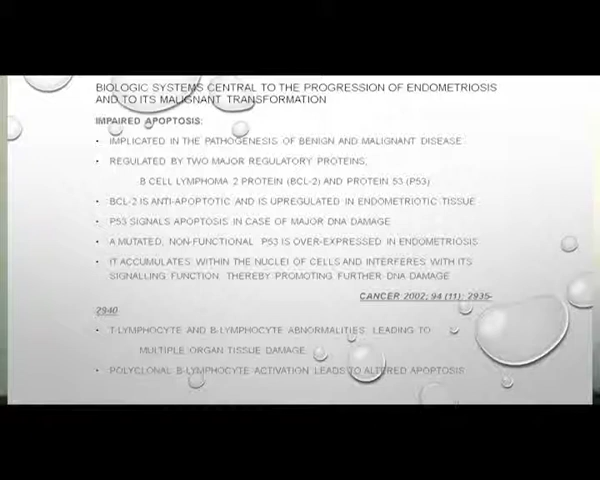 BIOLOGIC SYSTEMS CENTRAL TO THE PROGRESSION OF ENDOMETRIOSIS
AND TO ITS MALIGNANT TRANSFORMATION
IMPAIRED APOPTOSIS:
• IMPLICATED IN THE PATHOGENESIS OF BENIGN AND MALIGNANT DISEASE
• REGULATED BY TWO MAJOR REGULATORY PROTEINS;
B CELL LYMPHOMA 2 PROTEIN (BCL-2) AND PROTEIN 53 (P53)
• BCL-2 IS ANTI-APOPTOTIC AND IS UPREGULATED IN ENDOMETRIOTIC TISSUE
• P53 SIGNALS APOPTOSIS IN CASE OF MAJOR DNA DAMAGE
• A MUTATED, NON-FUNCTIONAL P53 IS OVER-EXPRESSED IN ENDOMETRIOSIS
• IT ACCUMULATES WITHIN THE NUCLEI OF CELLS AND INTERFERES WITH ITS
SIGNALLING FUNCTION THEREBY PROMOTING FURTHER DNA DAMAGE
CANCER 2002; 94 (11); 2935-
2940
• T-LYMPHOCYTE AND B-LYMPHOCYTE ABNORMALITIES LEADING TO
MULTIPLE ORGAN TISSUE DAMAGE
• POLYCLONAL B-LYMPHOCYTE ACTIVATION LEADS TO ALTERED APOPTOSIS